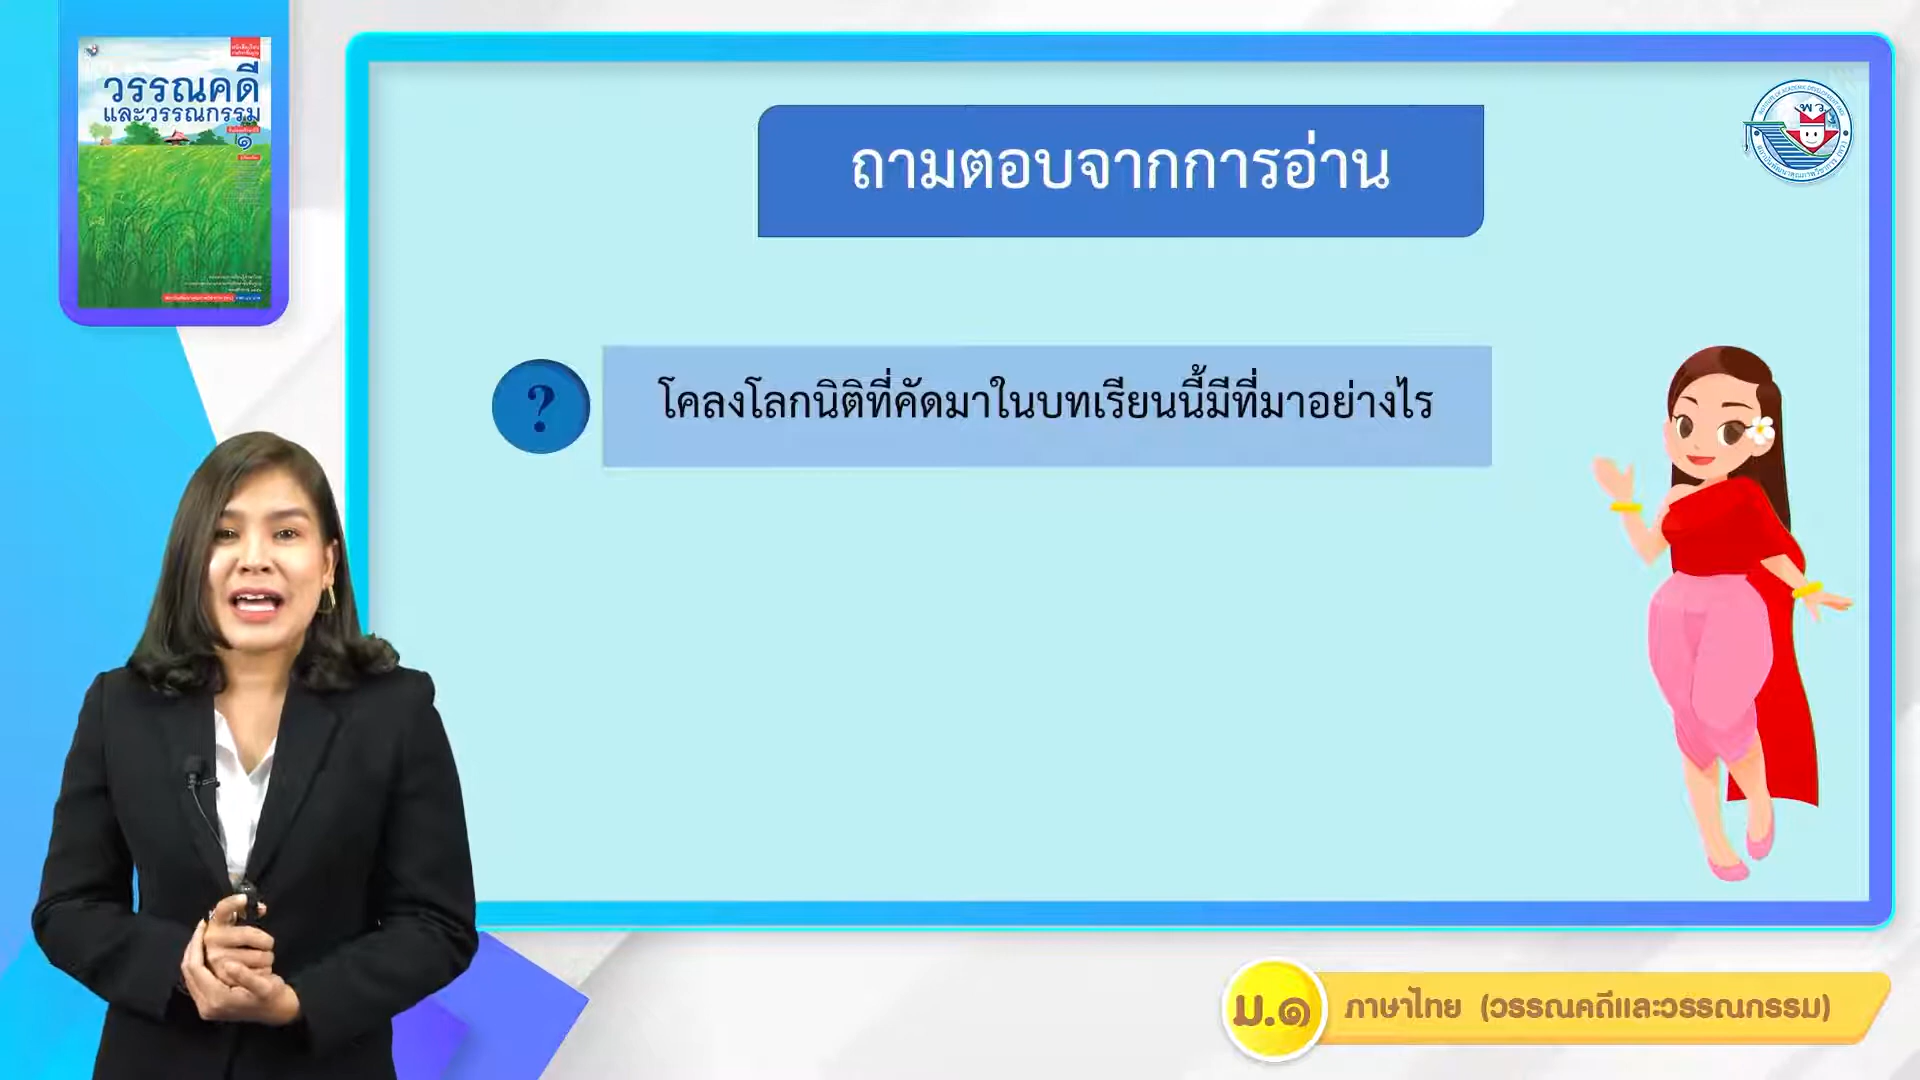 วรรณคดี
และวรรณกรรม
๑
ถามตอบจากการอ่าน
?
โคลงโลกนิติที่คัดมาในบทเรียนนี้มีที่มาอย่างไร
พว
ม.๑
ภาษาไทย (วรรณคดีและวรรณกรรม)